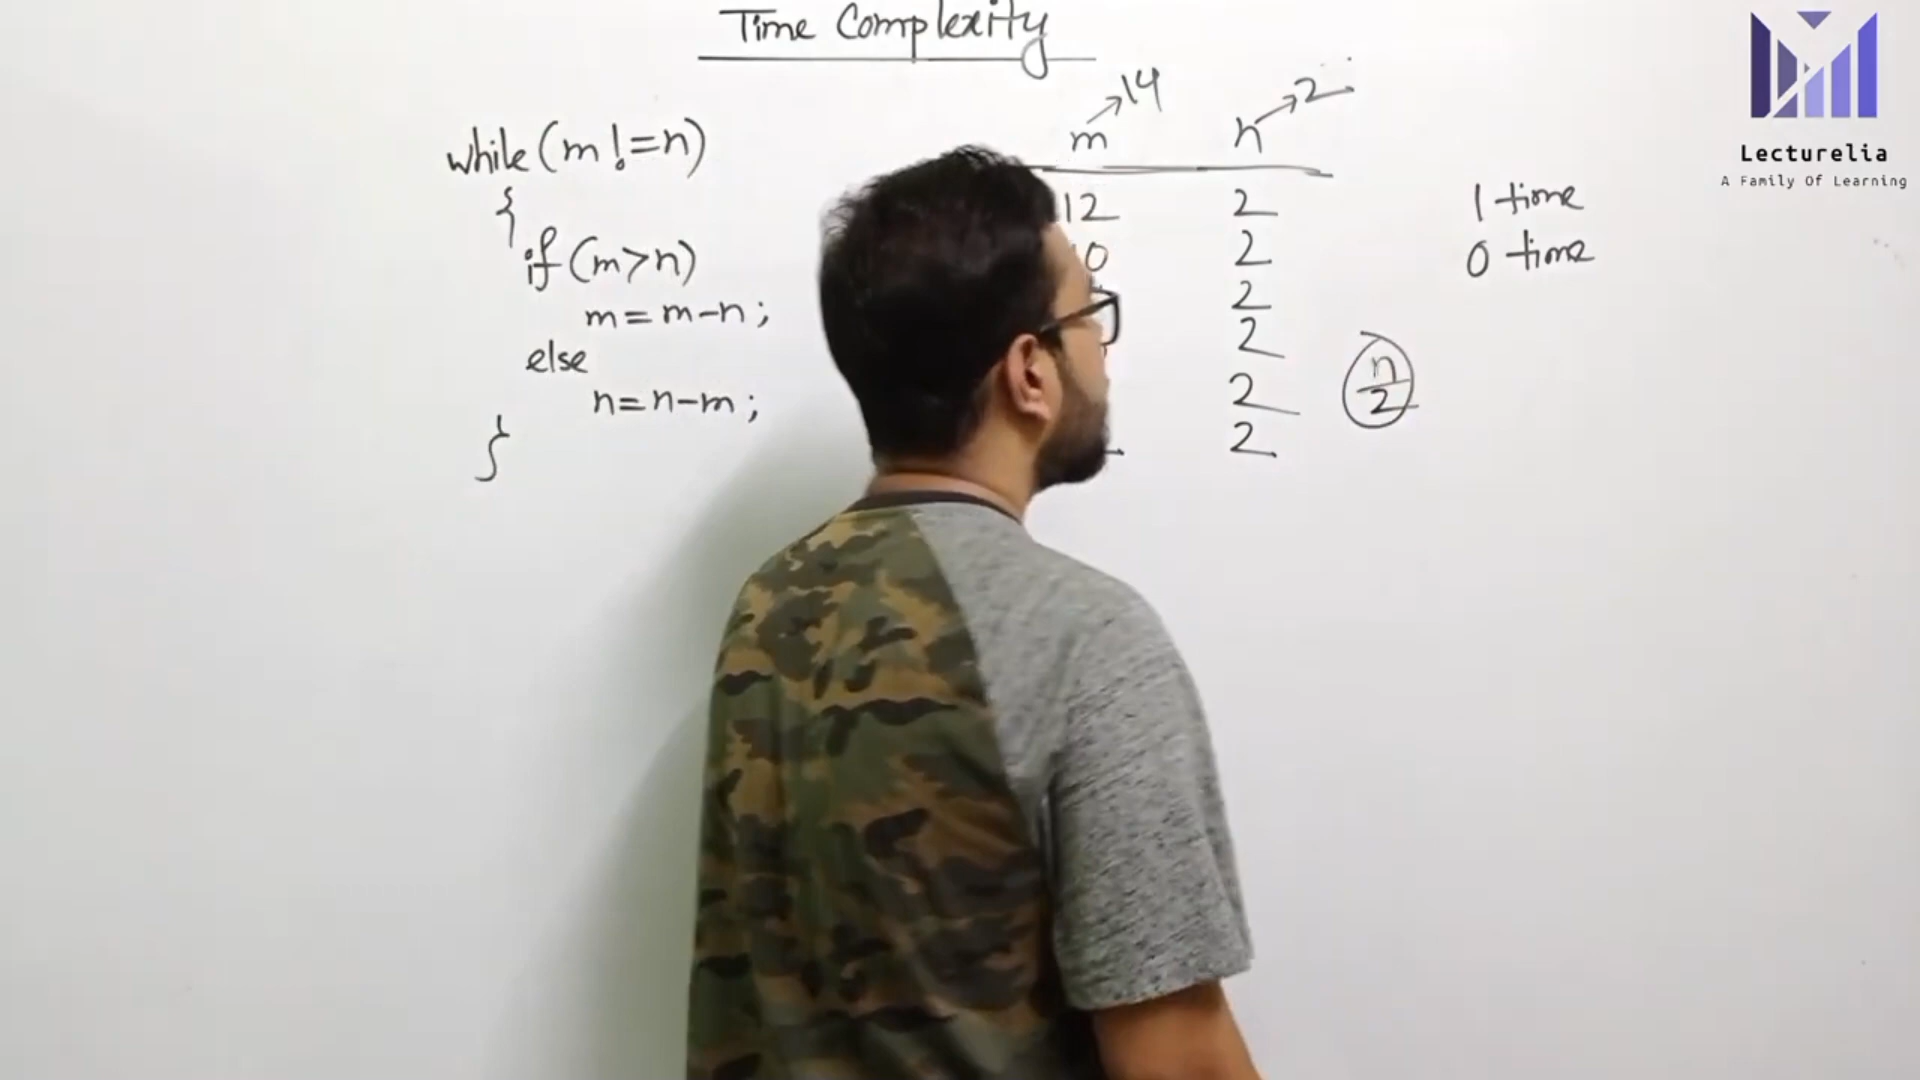 Time Complexity
while (m != n)
{
if (m > n)
m = m - n ;
else
n = n - m ;
}
m → 14 n → 2
12 2
0 2
2
2
2
2
n/2
1 time
0 time
Lecturelia
A Family Of Learning